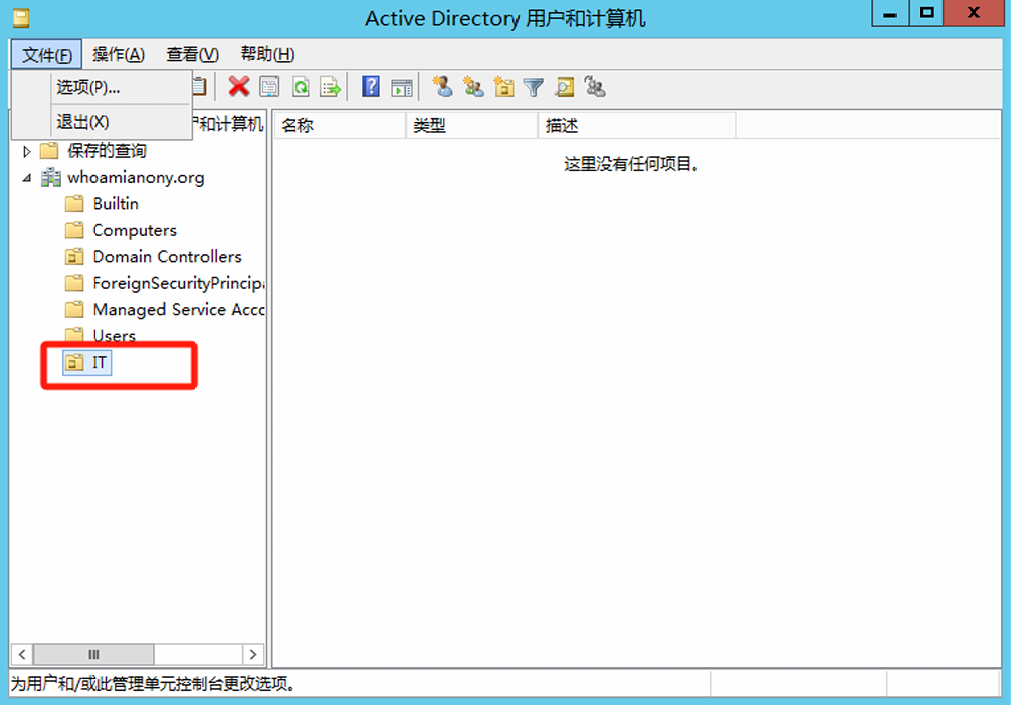 Active Directory 用户和计算机
文件(F) 操作(A) 查看(V) 帮助(H)
选项(P)...
退出(X)
和计算机
名称 类型 描述
这里没有任何项目。
保存的查询
whoamianony.org
Builtin
Computers
Domain Controllers
ForeignSecurityPrincipa
Managed Service Acco
Users
IT
为用户和/或此管理单元控制台更改选项。